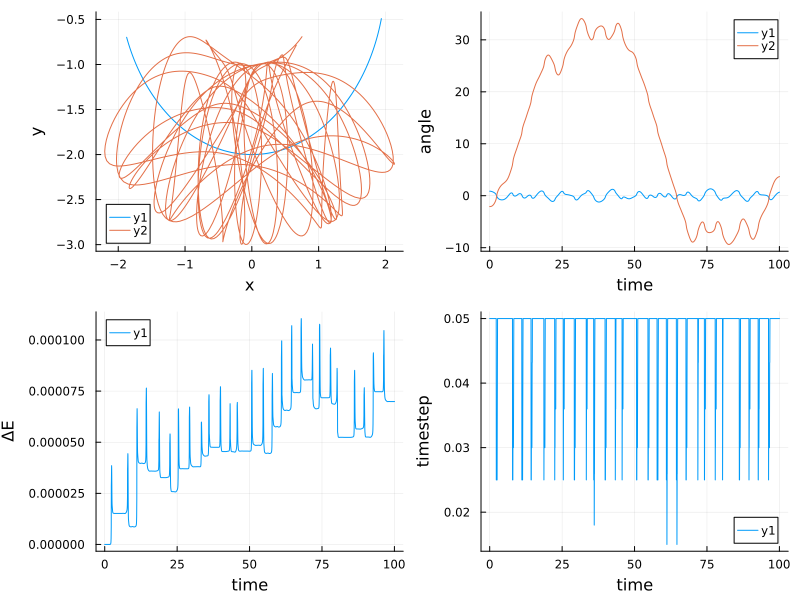 y
−0.5
−1.0
−1.5
−2.0
−2.5
−3.0
y1
y2
−2 −1 0 1 2
x
angle
30
20
10
0
−10
y1
y2
0 25 50 75 100
time
ΔE
0.000100
0.000075
0.000050
0.000025
0.000000
y1
0 25 50 75 100
time
timestep
0.05
0.04
0.03
0.02
y1
0 25 50 75 100
time